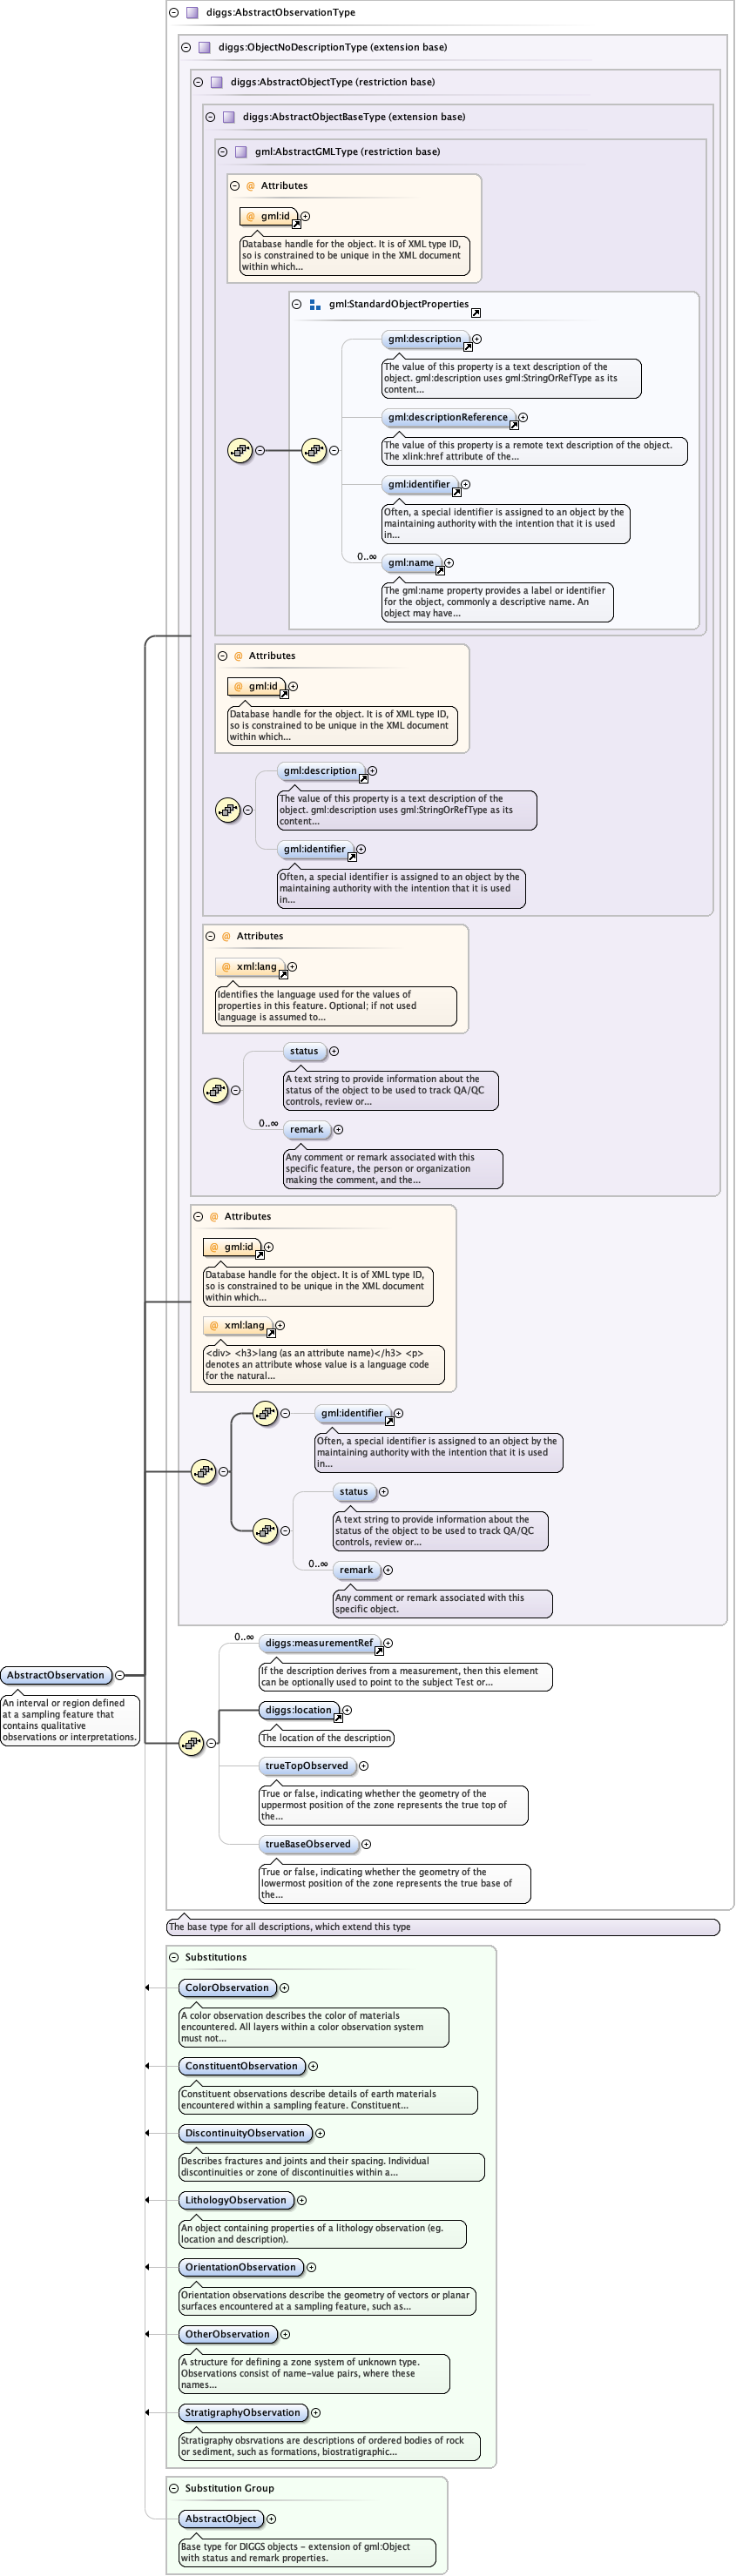 diggs:AbstractObservationType
diggs:ObjectNoDescriptionType (extension base)
diggs:AbstractObjectType (restriction base)
diggs:AbstractObjectBaseType (extension base)
gml:AbstractGMLType (restriction base)
@ Attributes
@ gml:id
Database handle for the object. It is of XML type ID,
so is constrained to be unique in the XML document
within which...
gml:StandardObjectProperties
gml:description
The value of this property is a text description of the
object. gml:description uses gml:StringOrRefType as its
content...
gml:descriptionReference
The value of this property is a remote text description of the object.
The xlink:href attribute of the...
gml:identifier
Often, a special identifier is assigned to an object by the
maintaining authority with the intention that it is used
in...
0..∞
gml:name
The gml:name property provides a label or identifier
for the object, commonly a descriptive name. An
object may have...
@ Attributes
@ gml:id
Database handle for the object. It is of XML type ID,
so is constrained to be unique in the XML document
within which...
gml:description
The value of this property is a text description of the
object. gml:description uses gml:StringOrRefType as its
content...
gml:identifier
Often, a special identifier is assigned to an object by the
maintaining authority with the intention that it is used
in...
@ Attributes
@ xml:lang
Identifies the language used for the values of
properties in this feature. Optional; if not used
language is assumed to...
status
A text string to provide information about the
status of the object to be used to track QA/QC
controls, review or...
0..∞
remark
Any comment or remark associated with this
specific feature, the person or organization
making the comment, and the...
@ Attributes
@ gml:id
Database handle for the object. It is of XML type ID,
so is constrained to be unique in the XML document
within which...
@ xml:lang
<div> <h3>lang (as an attribute name)</h3> <p>
denotes an attribute whose value is a language code
for the natural...
gml:identifier
Often, a special identifier is assigned to an object by the
maintaining authority with the intention that it is used
in...
status
A text string to provide information about the
status of the object to be used to track QA/QC
controls, review or...
0..∞
remark
Any comment or remark associated with this
specific object.
AbstractObservation
An interval or region defined
at a sampling feature that
contains qualitative
observations or interpretations.
0..∞
diggs:measurementRef
If the description derives from a measurement, then this element
can be optionally used to point to the subject Test or...
diggs:location
The location of the description
trueTopObserved
True or false, indicating whether the geometry of the
uppermost position of the zone represents the true top of
the...
trueBaseObserved
True or false, indicating whether the geometry of the
lowermost position of the zone represents the true base of
the...
The base type for all descriptions, which extend this type
Substitutions
ColorObservation
A color observation describes the color of materials
encountered. All layers within a color observation system
must not...
ConstituentObservation
Constituent observations describe details of earth materials
encountered within a sampling feature. Constituent...
DiscontinuityObservation
Describes fractures and joints and their spacing. Individual
discontinuities or zone of discontinuities within a...
LithologyObservation
An object containing properties of a lithology observation (eg.
location and description).
OrientationObservation
Orientation observations describe the geometry of vectors or planar
surfaces encountered at a sampling feature, such as...
OtherObservation
A structure for defining a zone system of unknown type.
Observations consist of name-value pairs, where these
names...
StratigraphyObservation
Stratigraphy obsrvations are descriptions of ordered bodies of rock
or sediment, such as formations, biostratigraphic...
Substitution Group
AbstractObject
Base type for DIGGS objects - extension of gml:Object
with status and remark properties.